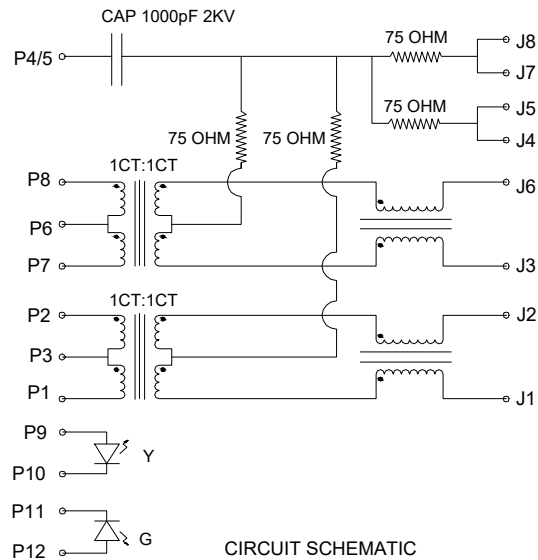 CAP 1000pF 2KV
P4/5
75 OHM
J8
J7
75 OHM
J5
J4
75 OHM
75 OHM
1CT:1CT
P8
P6
P7
J6
J3
1CT:1CT
P2
P3
P1
J2
J1
P9
P10
Y
P11
P12
G
CIRCUIT SCHEMATIC